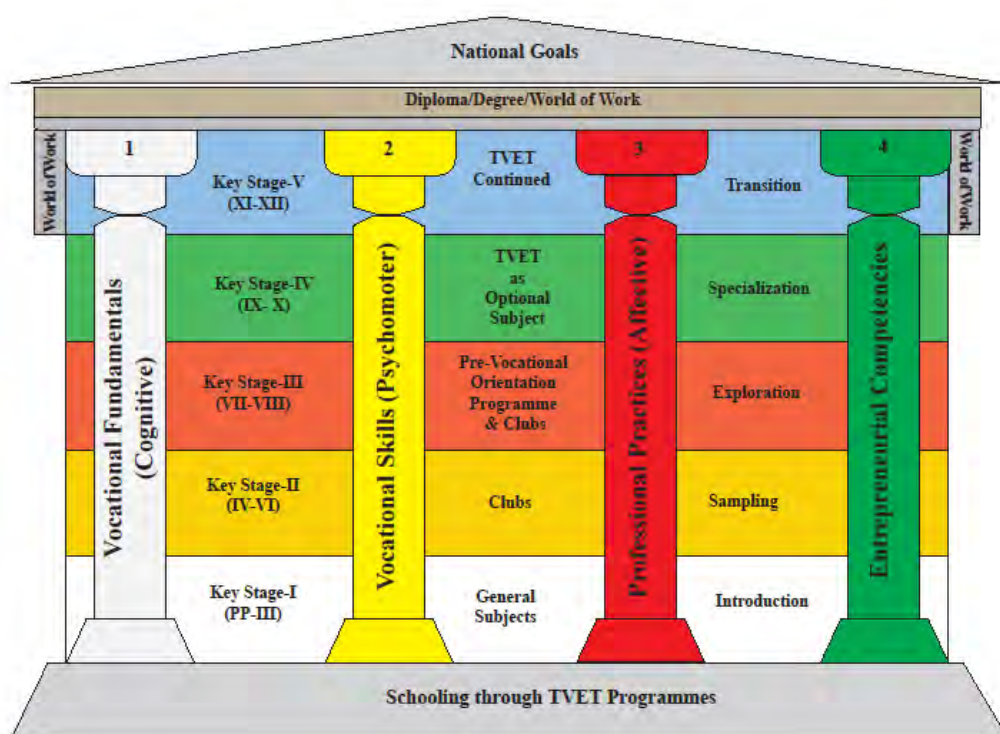 National Goals
Diploma/Degree/World of Work
World of Work
1
2
3
4
World of Work
Key Stage-V
(XI-XII)
TVET
Continued
Transition
Key Stage-IV
(IX- X)
TVET
as
Optional
Subject
Specialization
Key Stage-III
(VII-VIII)
Pre-Vocational
Orientation
Programme
& Clubs
Exploration
Key Stage-II
(IV-VI)
Clubs
Sampling
Key Stage-I
(PP-III)
General
Subjects
Introduction
Vocational Fundamentals
(Cognitive)
Vocational Skills (Psychomoter)
Professional Practices (Affective)
Entrepreneurial Competencies
Schooling through TVET Programmes